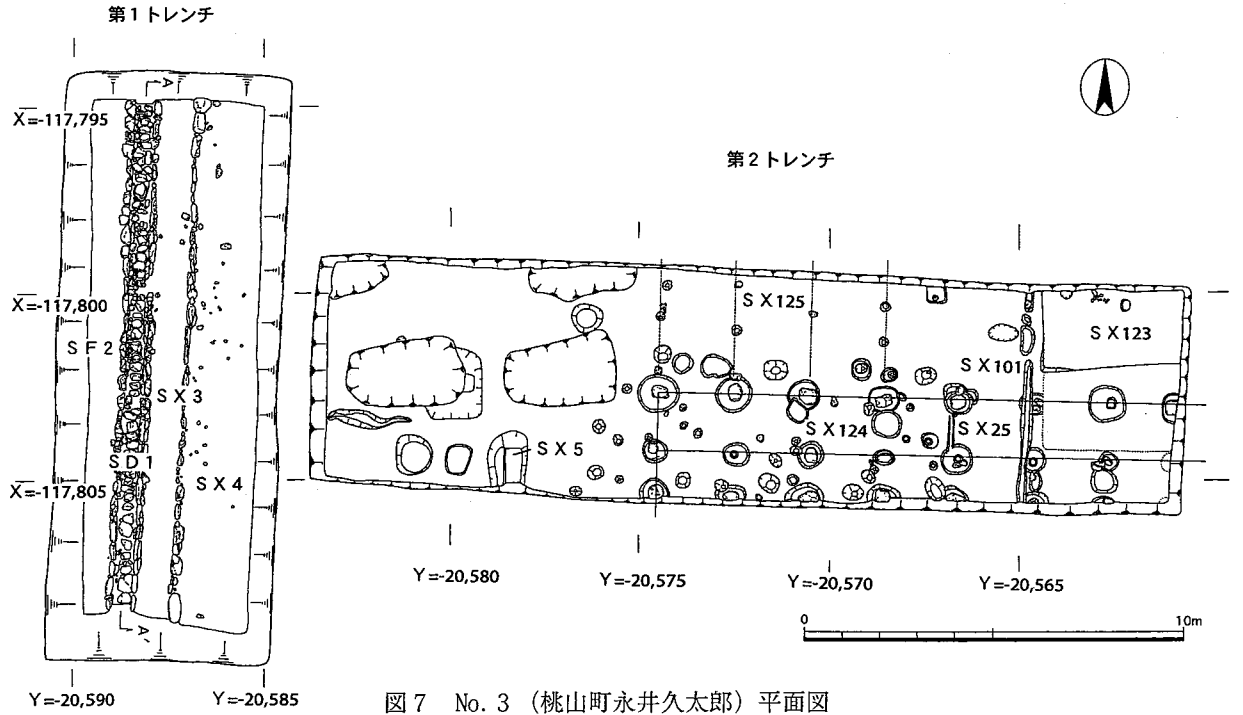 第1トレンチ
A
X=-117,795
第2トレンチ
X=-117,800
SX125
SF2
SX123
SX101
SX3
SX124
SX25
SD1
SX5
X=-117,805
SX4
Y=-20,580
Y=-20,575
Y=-20,570
Y=-20,565
A'
0
10m
Y=-20,590
Y=-20,585
図7 No. 3 (桃山町永井久太郎) 平面図